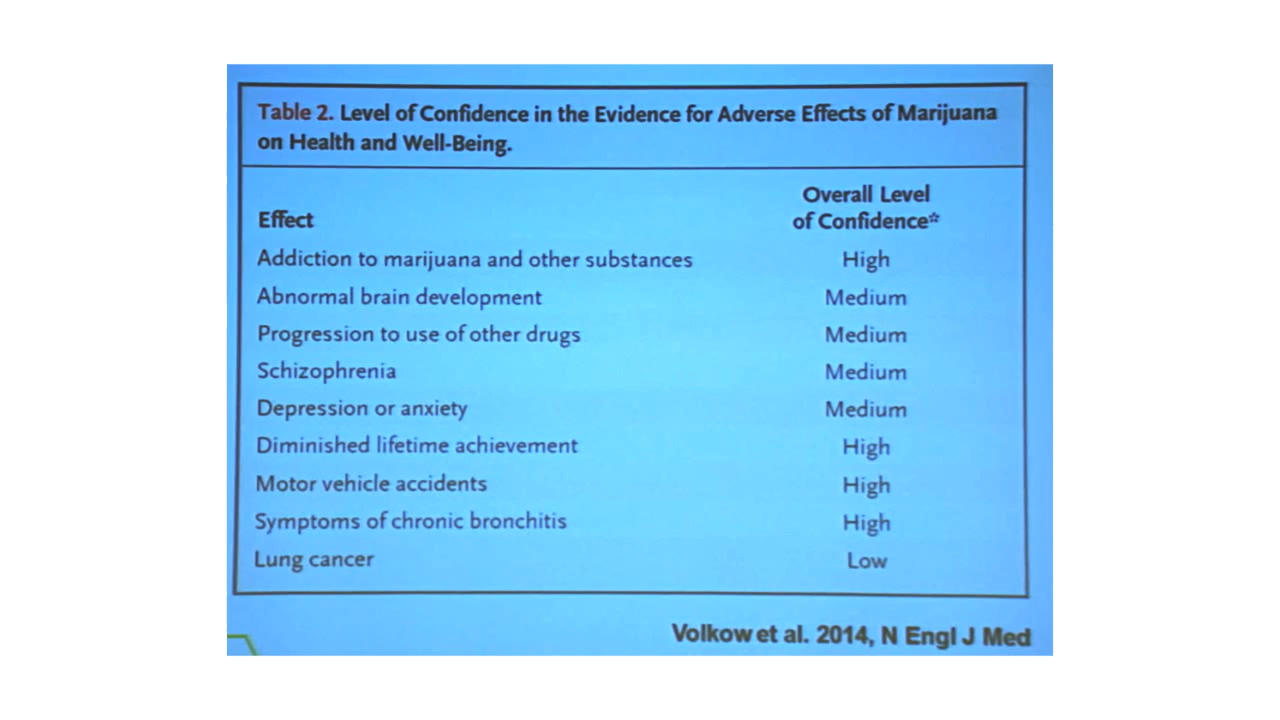 Table 2. Level of Confidence in the Evidence for Adverse Effects of Marijuana
on Health and Well-Being.
Overall Level
Effect of Confidence*
Addiction to marijuana and other substances High
Abnormal brain development Medium
Progression to use of other drugs Medium
Schizophrenia Medium
Depression or anxiety Medium
Diminished lifetime achievement High
Motor vehicle accidents High
Symptoms of chronic bronchitis High
Lung cancer Low
Volkow et al. 2014, N Engl J Med